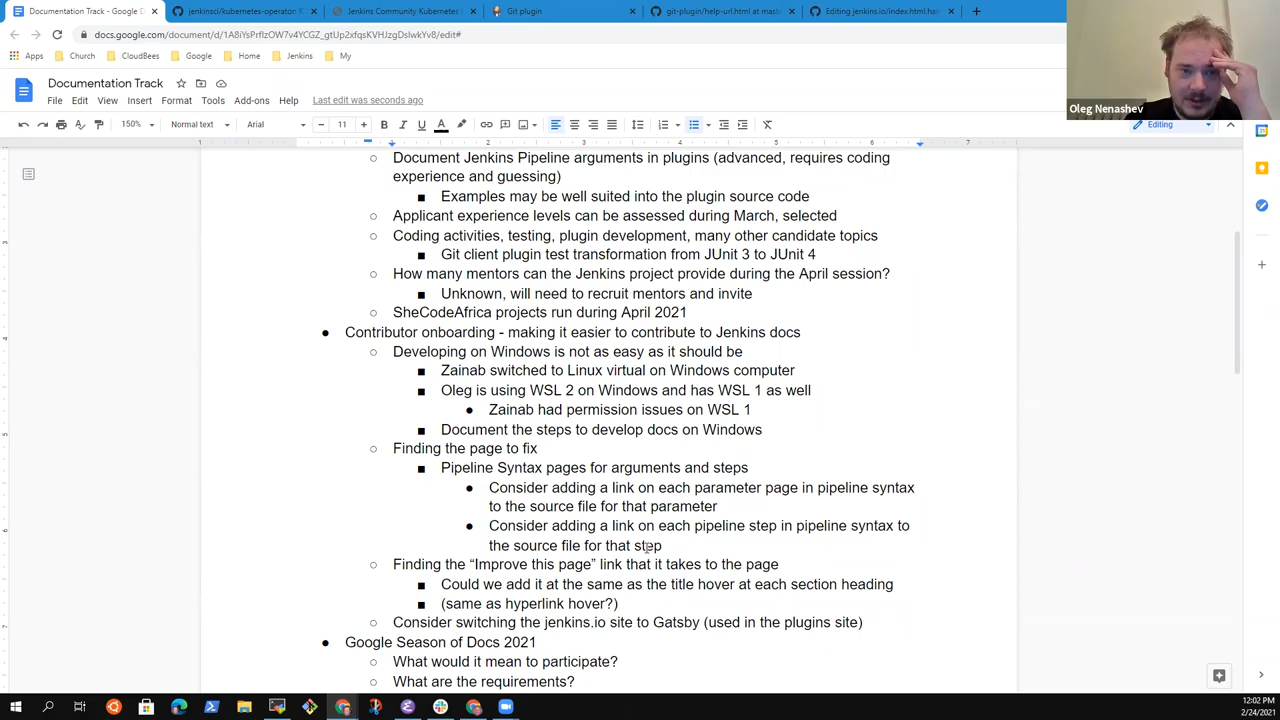 Documentation Track - Google D
jenkinsci/kubernetes-operator: K
Jenkins Community Kubernetes
Git plugin
git-plugin/help-url.html at mast
Editing jenkins.io/index.html.ha
docs.google.com/document/d/
Apps
Church
CloudBees
Google
Home
Jenkins
My
Oleg Nenashev
Documentation Track
File Edit View Insert Format Tools Add-ons Help Last edit was seconds ago
150% Normal text Arial 11 Editing
1 2 3 4 5 6 7
Document Jenkins Pipeline arguments in plugins (advanced, requires coding
experience and guessing)
Examples may be well suited into the plugin source code
Applicant experience levels can be assessed during March, selected
Coding activities, testing, plugin development, many other candidate topics
Git client plugin test transformation from JUnit 3 to JUnit 4
How many mentors can the Jenkins project provide during the April session?
Unknown, will need to recruit mentors and invite
SheCodeAfrica projects run during April 2021
Contributor onboarding - making it easier to contribute to Jenkins docs
Developing on Windows is not as easy as it should be
Zainab switched to Linux virtual on Windows computer
Oleg is using WSL 2 on Windows and has WSL 1 as well
Zainab had permission issues on WSL 1
Document the steps to develop docs on Windows
Finding the page to fix
Pipeline Syntax pages for arguments and steps
Consider adding a link on each parameter page in pipeline syntax
to the source file for that parameter
Consider adding a link on each pipeline step in pipeline syntax to
the source file for that step
Finding the “Improve this page” link that it takes to the page
Could we add it at the same as the title hover at each section heading
(same as hyperlink hover?)
Consider switching the jenkins.io site to Gatsby (used in the plugins site)
Google Season of Docs 2021
What would it mean to participate?
What are the requirements?
12:02 PM
2/24/2021